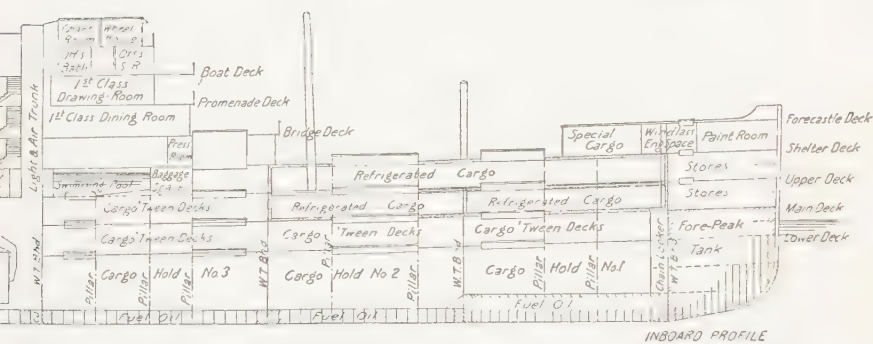 Chart Room
Wheel House
1st Class
Drawing-Room
1st Class Dining Room
Boat Deck
Promenade Deck
Bridge Deck
Light & Air Trunk
Baggage
Swimming Pool
Special
Cargo
Windlass
Eng Space
Paint Room
Forecastle Deck
Shelter Deck
Upper Deck
Main Deck
Lower Deck
Refrigerated Cargo
Stores
Stores
Refrigerated Cargo
Refrigerated Cargo
Cargo 'Tween Decks
Cargo 'Tween Decks
Cargo 'Tween Decks
Cargo 'Tween Decks
Fore-Peak
Tank
W.T. Bhd
Pillar
Cargo Hold No.3
Pillar
Pillar
W.T. Bhd
Pillar
Cargo Hold No 2
Pillar
W.T. B'd
Cargo Hold No.1
Pillar
Pillar
Chain Locker
W.T. B'd
Fuel Oil
Fuel Oil
Fuel Oil
INBOARD PROFILE